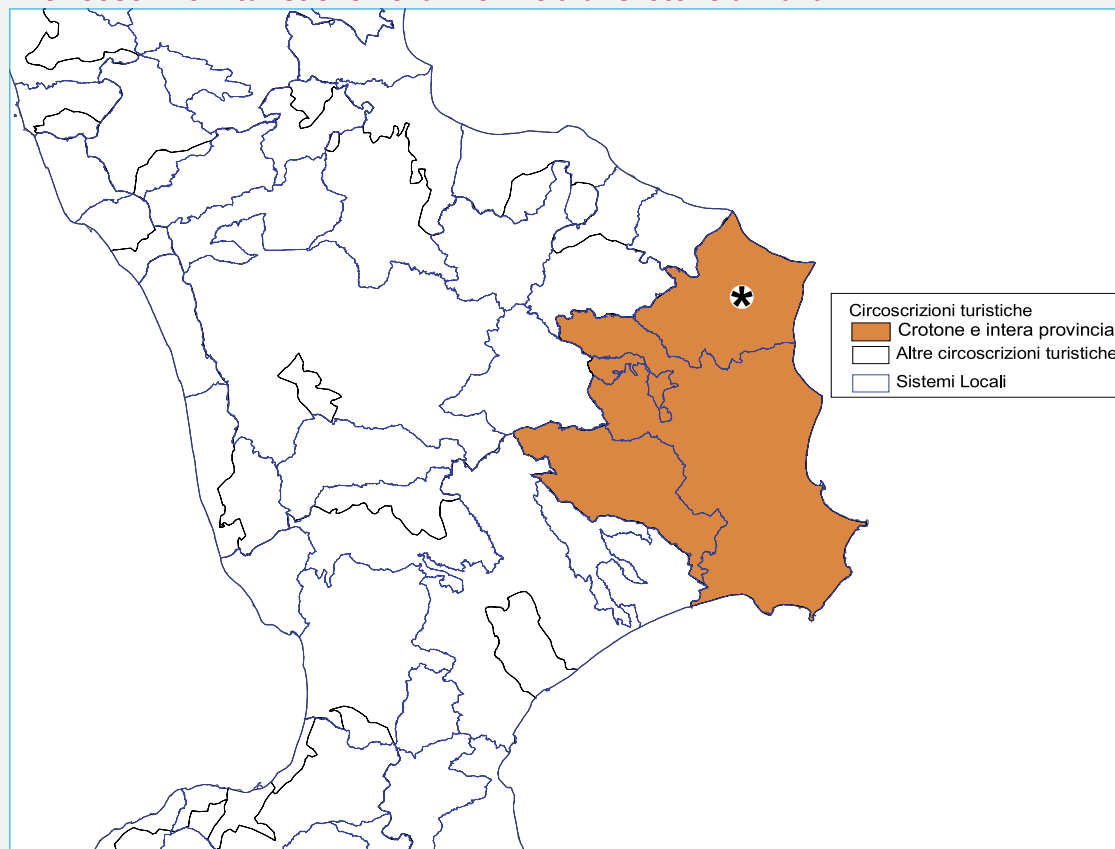 Circoscrizioni turistiche
Crotone e intera provincia
Altre circoscrizioni turistiche
Sistemi Locali
*